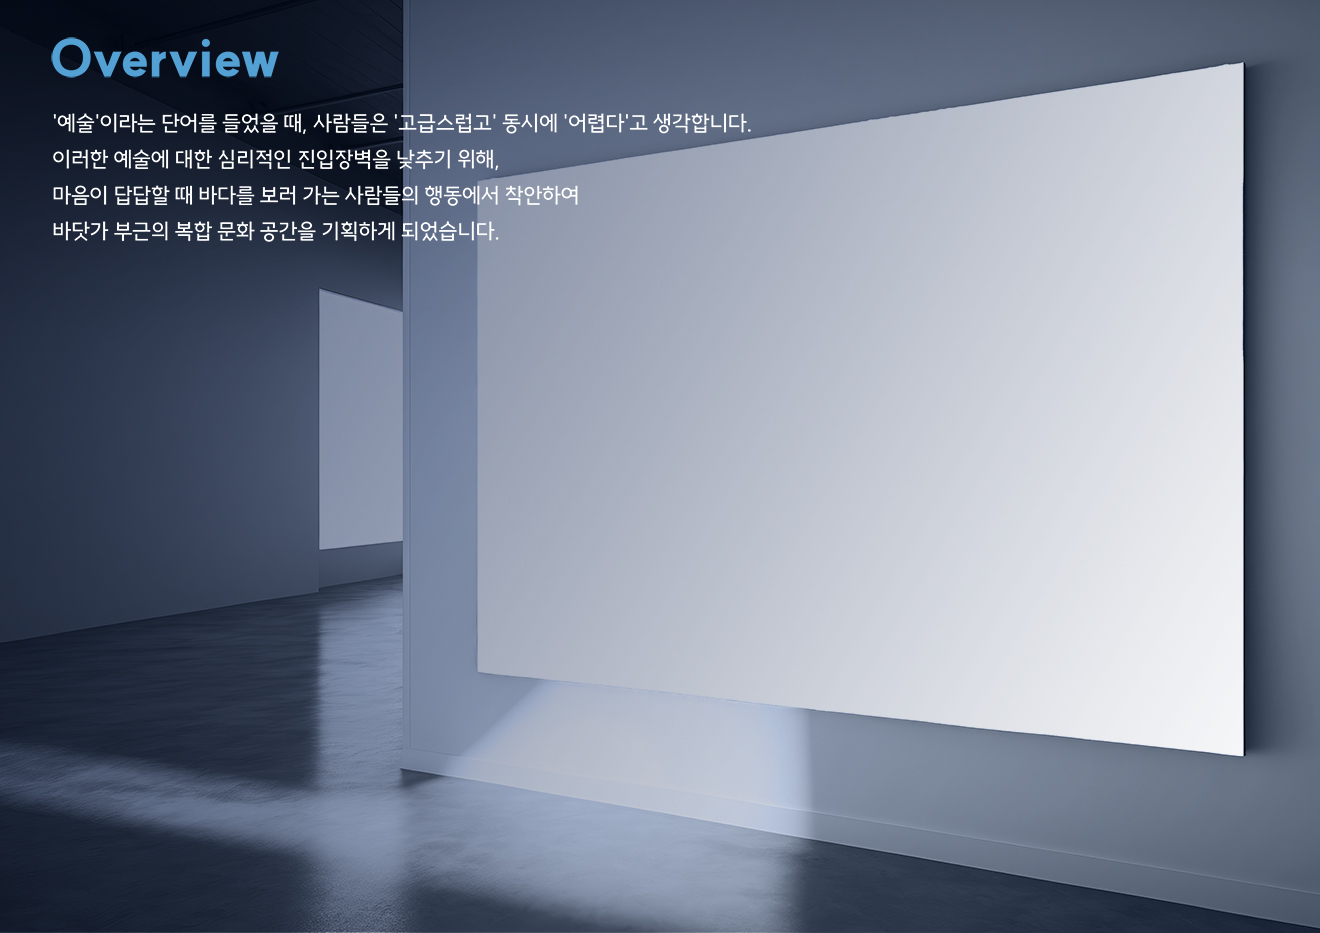 Overview
'예술'이라는 단어를 들었을 때, 사람들은 '고급스럽고' 동시에 '어렵다'고 생각합니다.
이러한 예술에 대한 심리적인 진입장벽을 낮추기 위해,
마음이 답답할 때 바다를 보러 가는 사람들의 행동에서 착안하여
바닷가 부근의 복합 문화 공간을 기획하게 되었습니다.